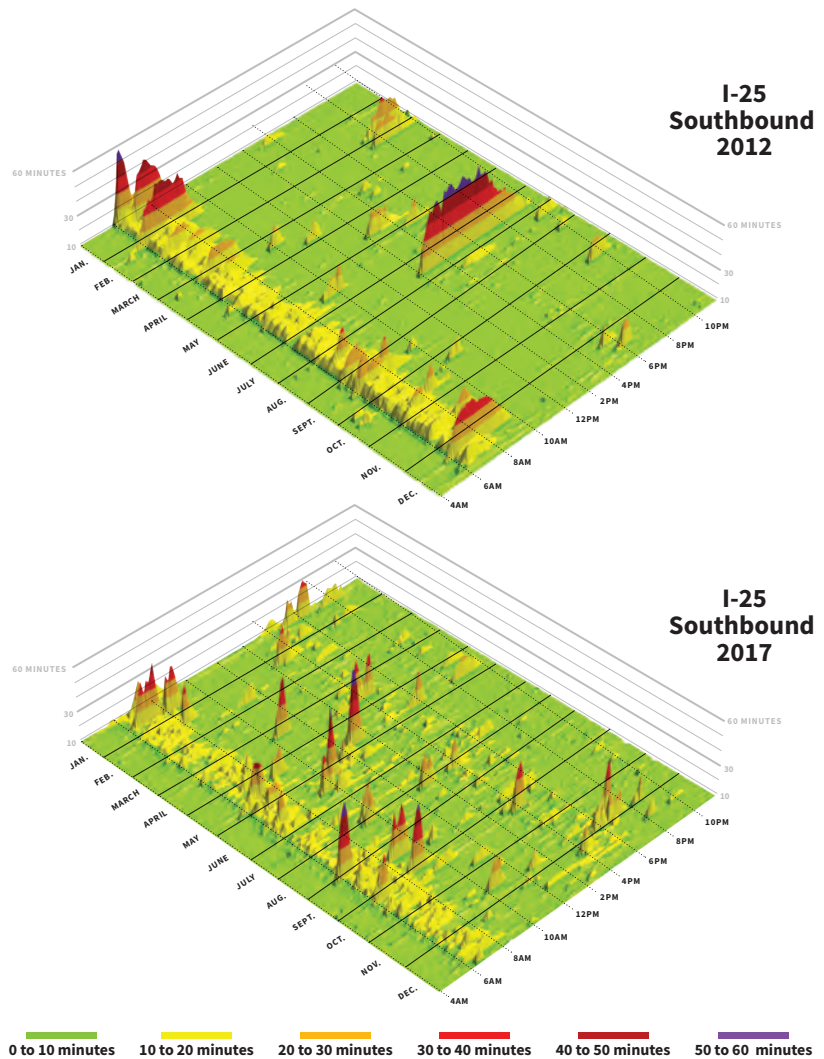 I-25
Southbound
2012
60 MINUTES
30
10
60 MINUTES
30
10
JAN.
FEB.
MARCH
APRIL
MAY
JUNE
JULY
AUG.
SEPT.
OCT.
NOV.
DEC.
10PM
8PM
6PM
4PM
2PM
12PM
10AM
8AM
6AM
4AM
I-25
Southbound
2017
60 MINUTES
30
10
60 MINUTES
30
10
JAN.
FEB.
MARCH
APRIL
MAY
JUNE
JULY
AUG.
SEPT.
OCT.
NOV.
DEC.
10PM
8PM
6PM
4PM
2PM
12PM
10AM
8AM
6AM
4AM
0 to 10 minutes
10 to 20 minutes
20 to 30 minutes
30 to 40 minutes
40 to 50 minutes
50 to 60 minutes